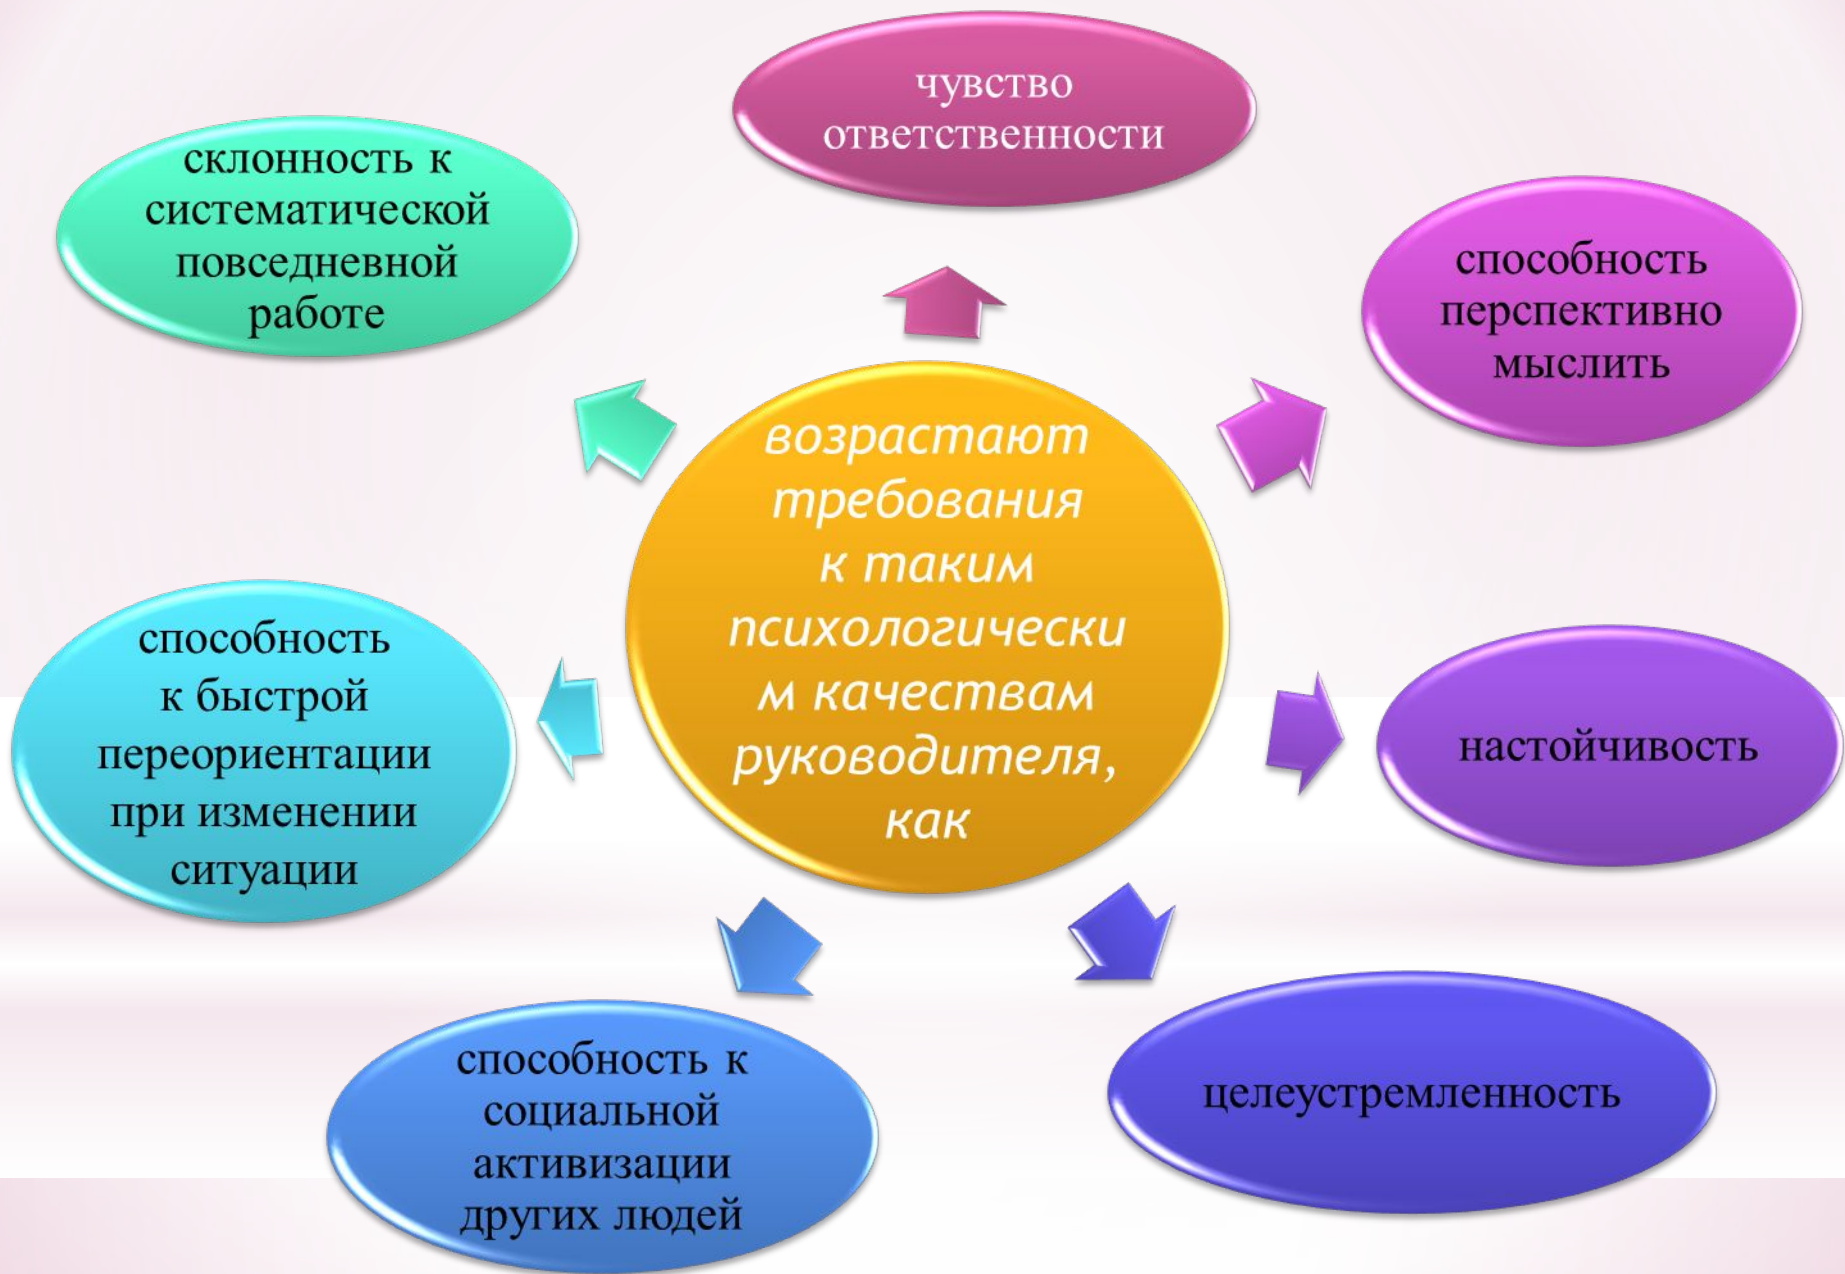 чувство
ответственности
склонность к
систематической
повседневной
работе
способность
перспективно
мыслить
возрастают
требования
к таким
психологически
м качествам
руководителя,
как
способность
к быстрой
переориентации
при изменении
ситуации
настойчивость
способность к
социальной
активизации
других людей
целеустремленность